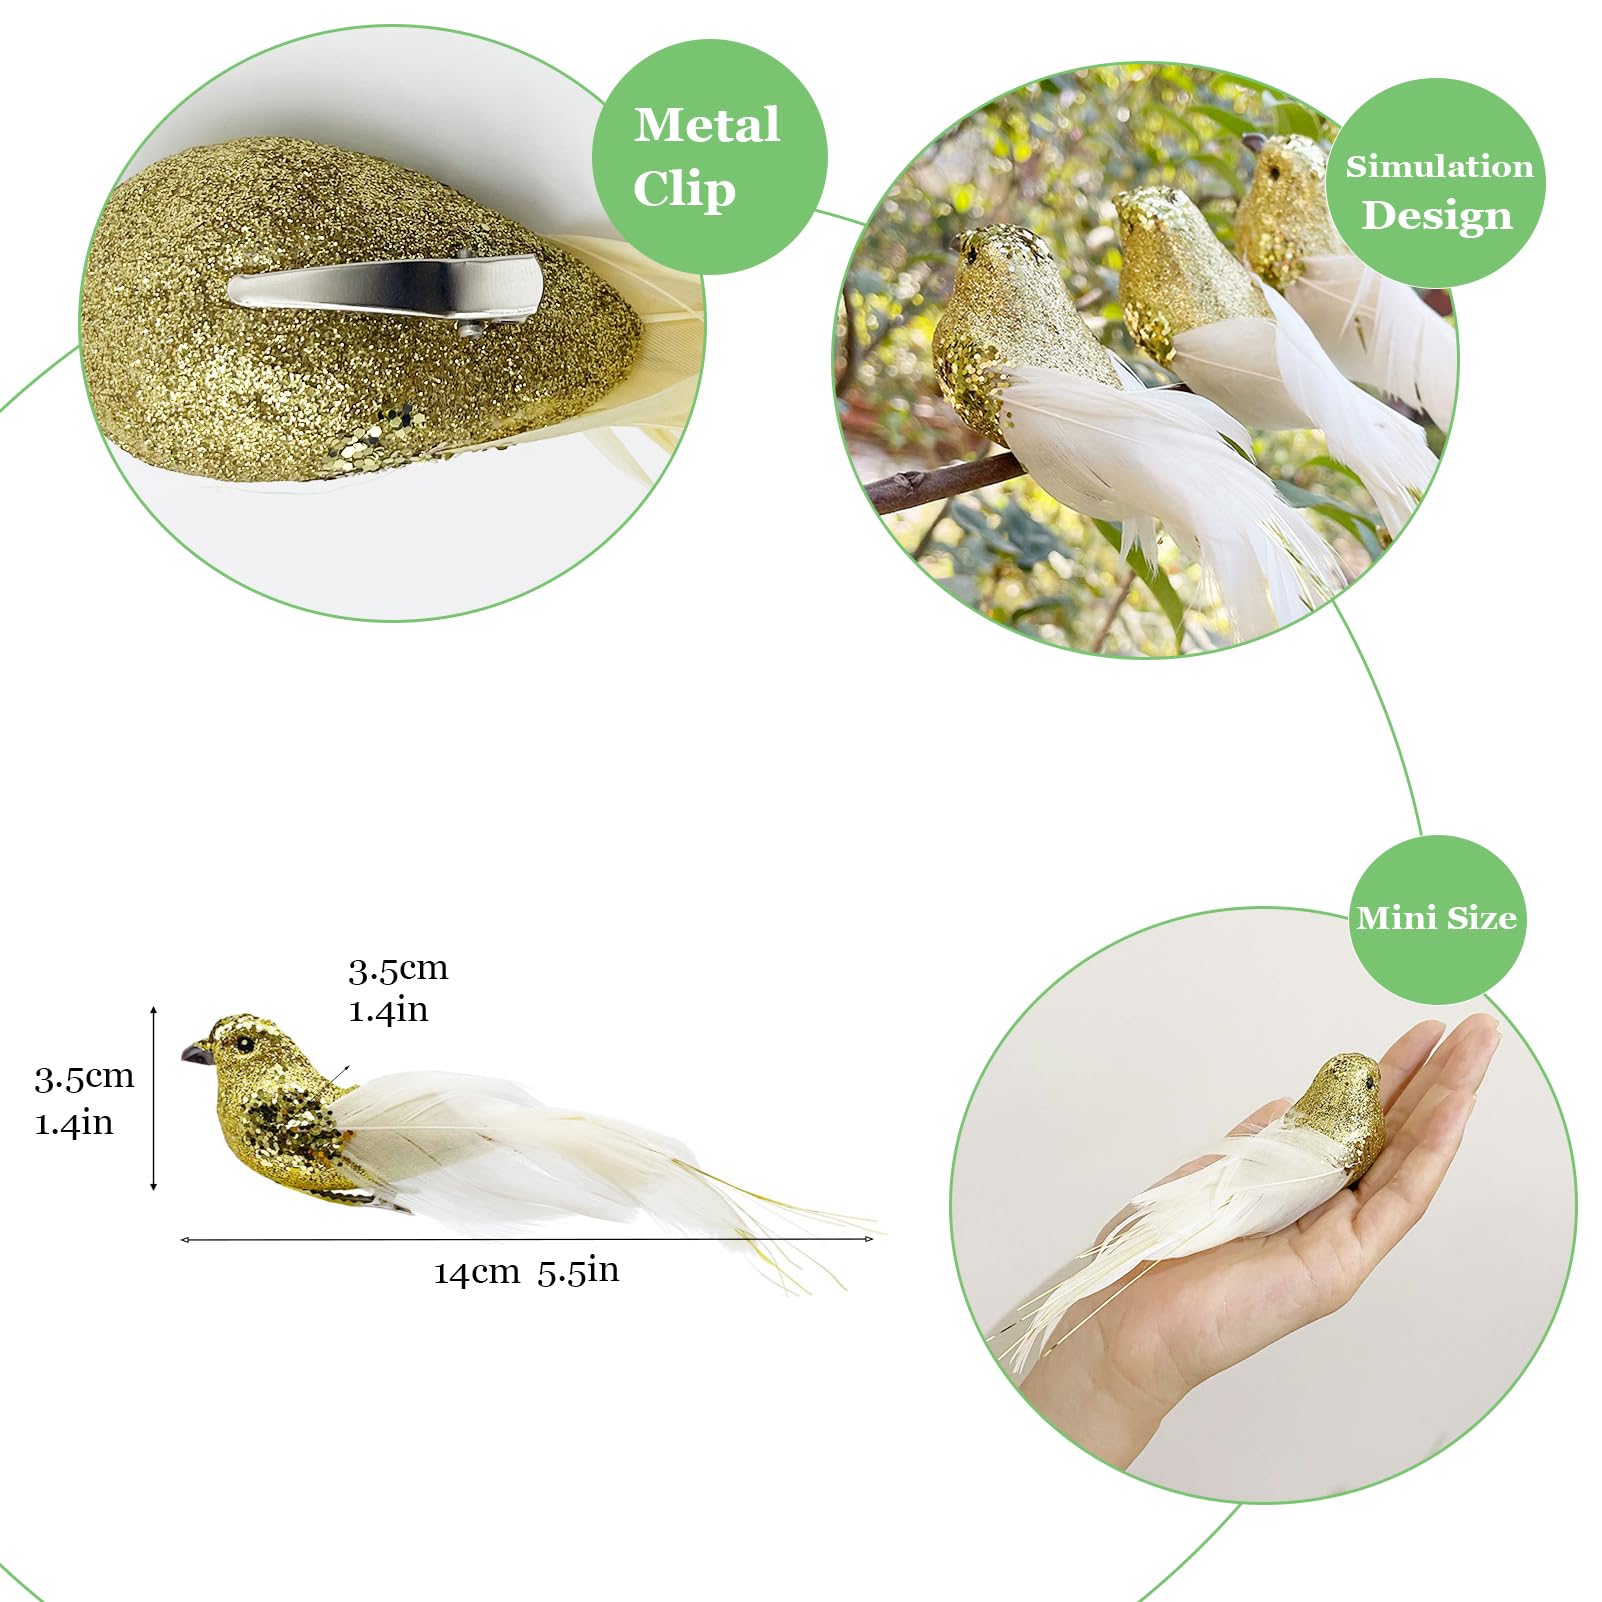 Metal
Clip
Simulation
Design
Mini Size
3.5cm
1.4in
3.5cm
1.4in
14cm 5.5in